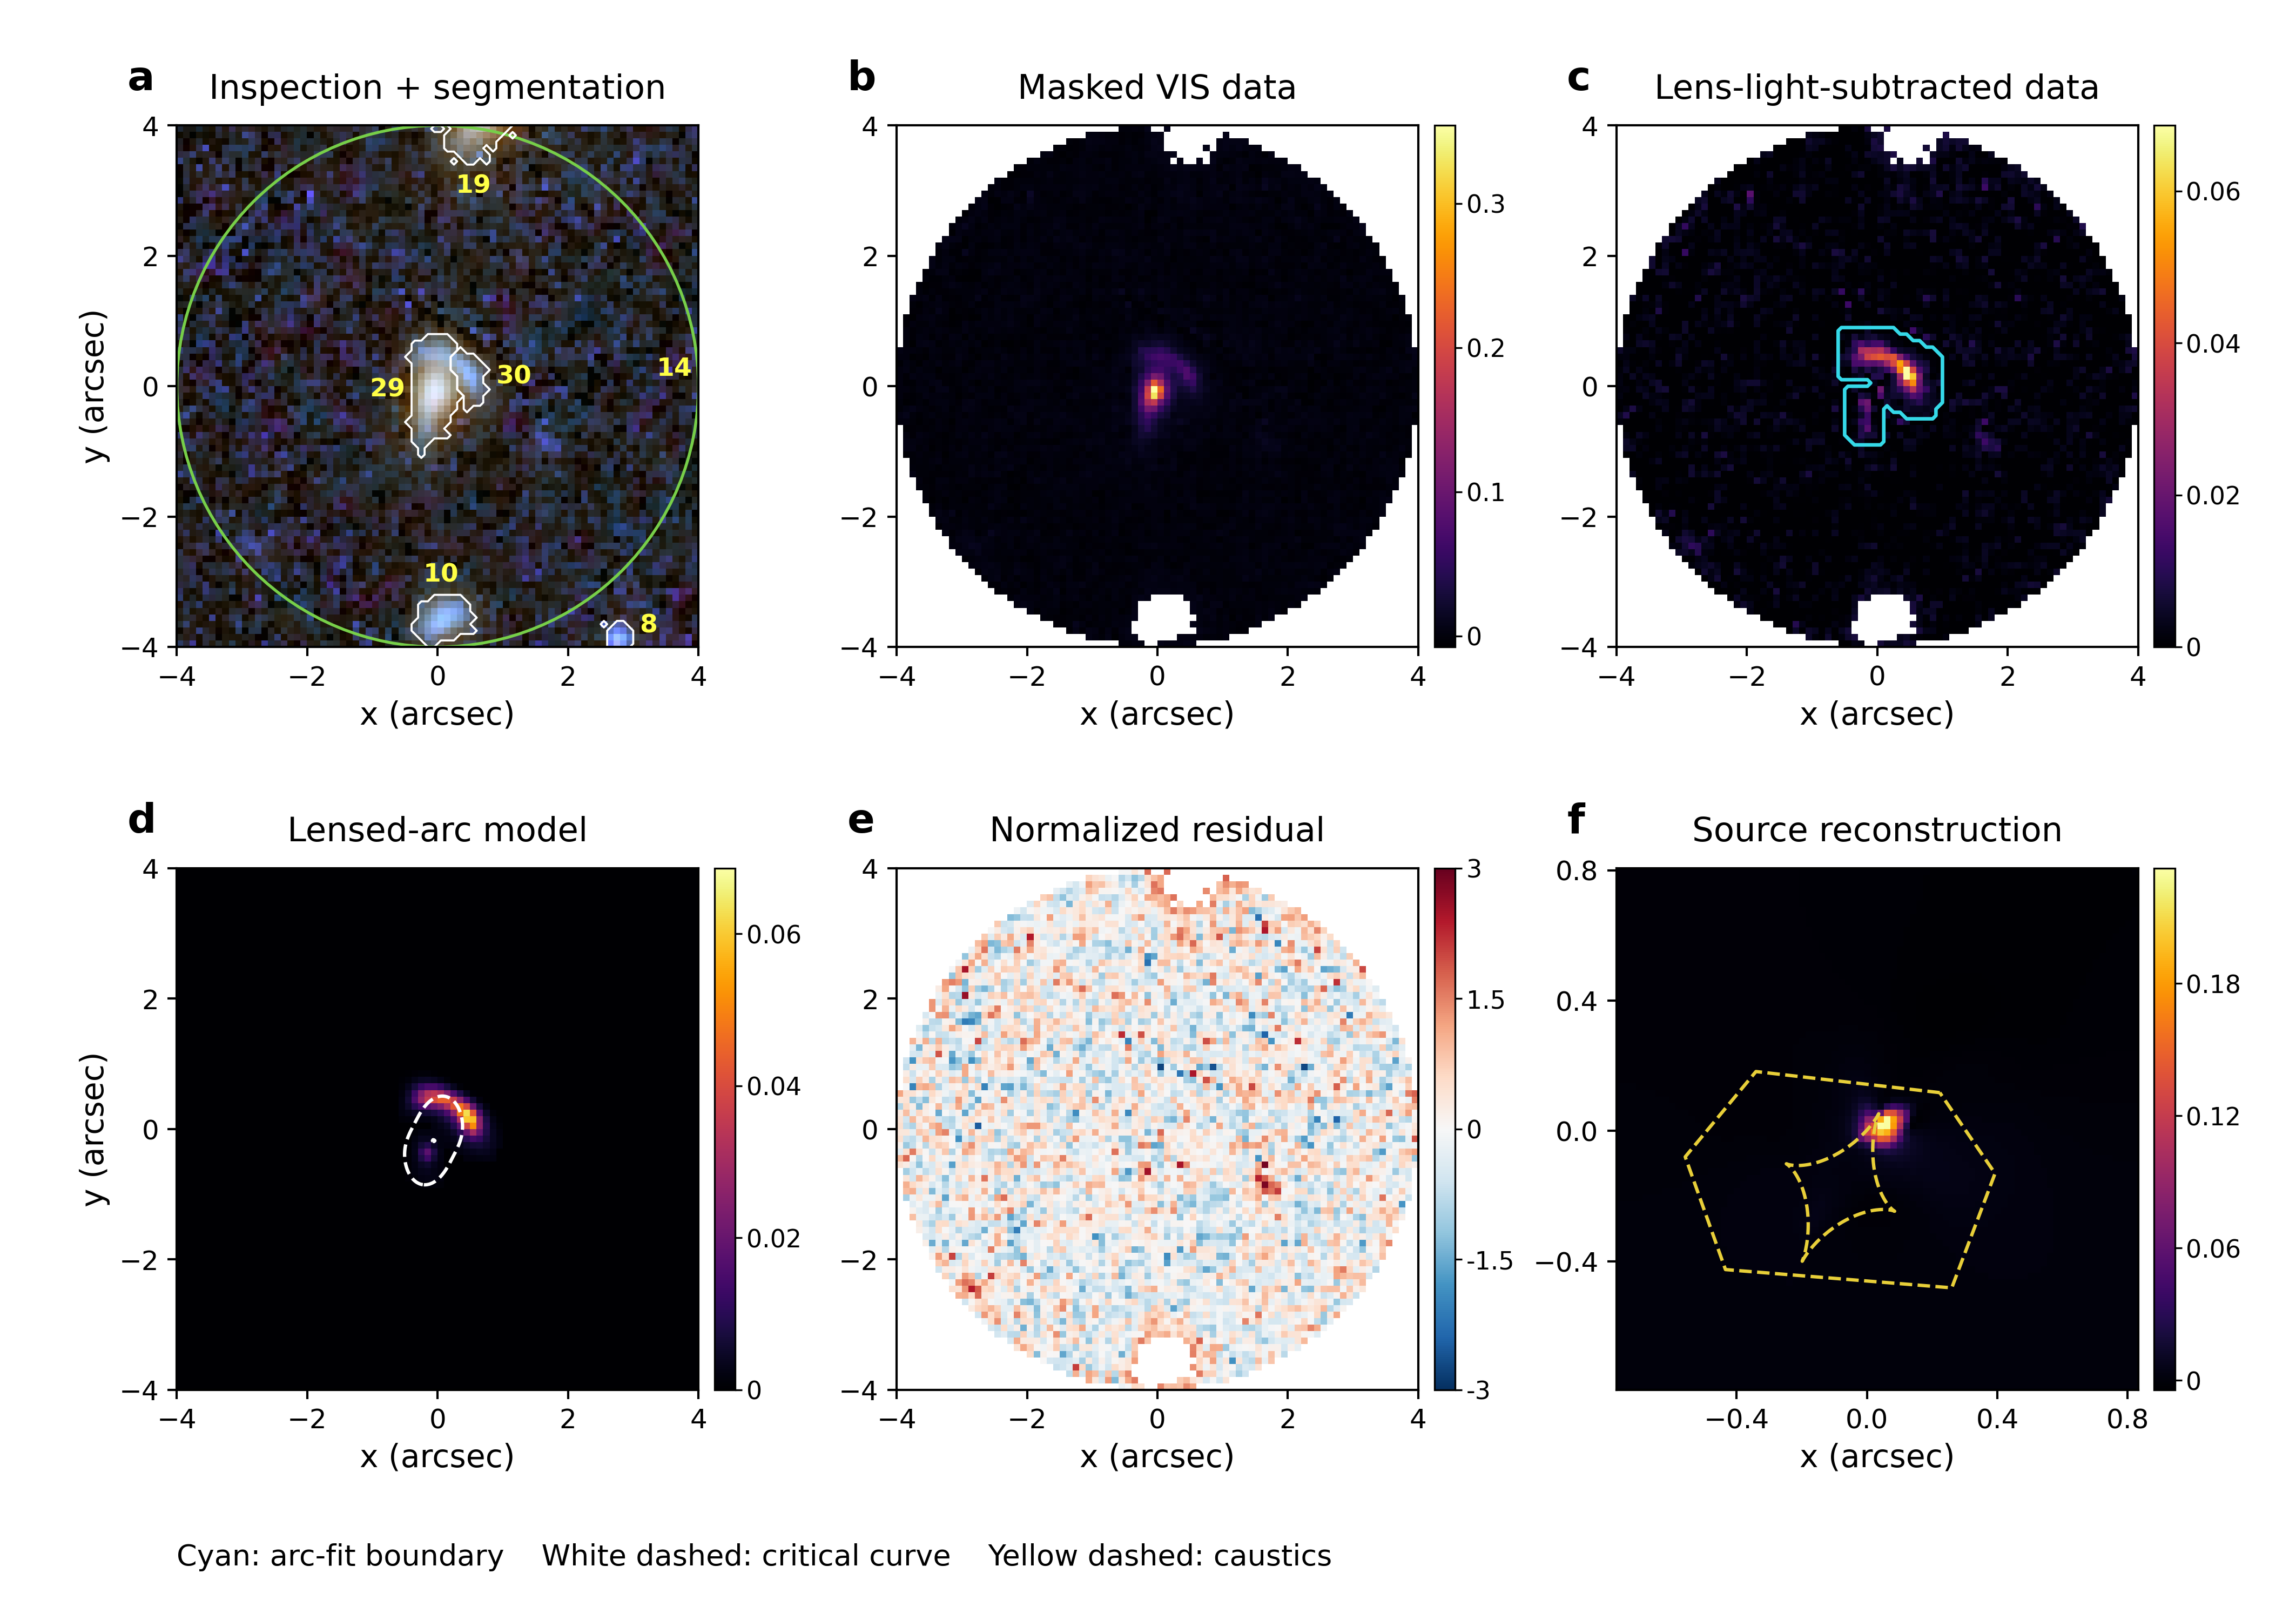 a Inspection + segmentation
b Masked VIS data
c Lens-light-subtracted data
4
2
0
−2
−4
y (arcsec)
19
29
30
14
10
8
−4 −2 0 2 4
x (arcsec)
4
2
0
−2
−4
−4 −2 0 2 4
x (arcsec)
0.3
0.2
0.1
0
4
2
0
−2
−4
−4 −2 0 2 4
x (arcsec)
0.06
0.04
0.02
0
d Lensed-arc model
e Normalized residual
f Source reconstruction
4
2
0
−2
−4
y (arcsec)
−4 −2 0 2 4
x (arcsec)
0.06
0.04
0.02
0
4
2
0
−2
−4
−4 −2 0 2 4
x (arcsec)
3
1.5
0
-1.5
-3
0.8
0.4
0.0
−0.4
−0.4 0.0 0.4 0.8
x (arcsec)
0.18
0.12
0.06
0
Cyan: arc-fit boundary White dashed: critical curve Yellow dashed: caustics